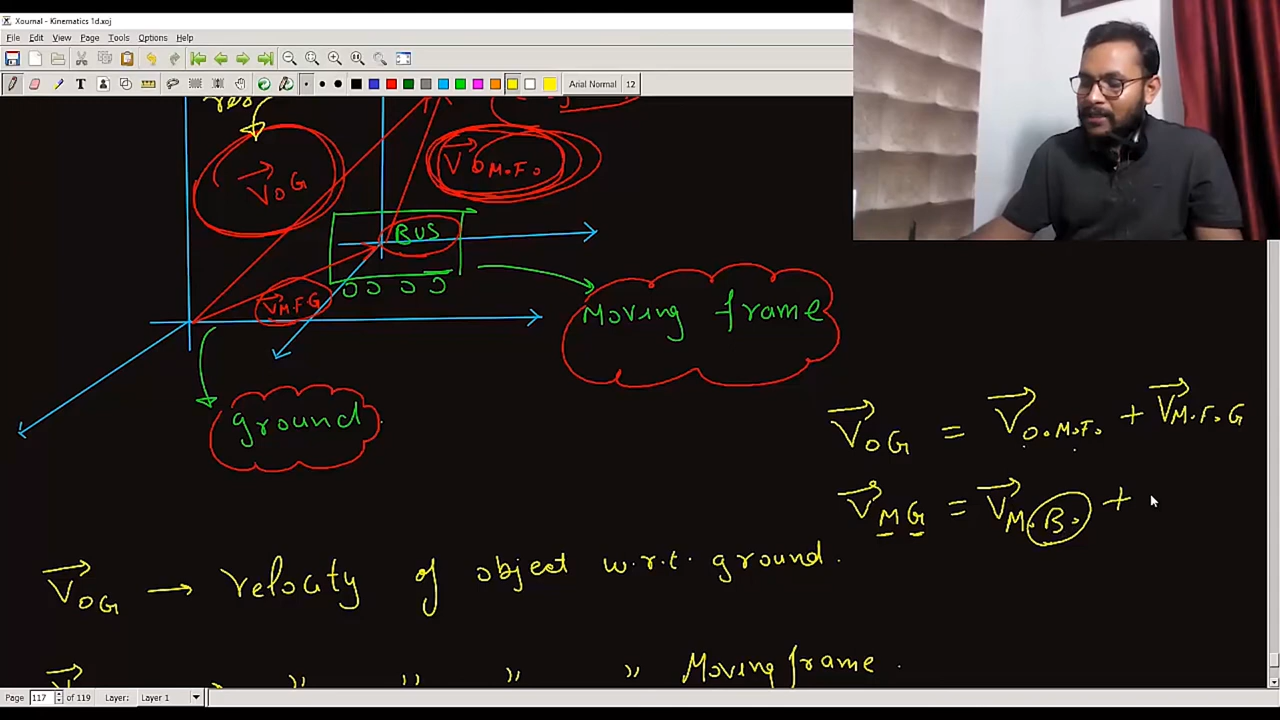 Xournal - Kinematics 1d.xoj
File Edit View Page Tools Options Help
T Arial Normal 12
V OG
V O M.F.
BUS
V M.F.G
Moving frame
ground
V OG = V O.M.F. + V M.F.G
V M G = V M.B. +
V OG → velocity of object w.r.t. ground.
V ,, ,, ,, ,, Moving frame.
Page 117 of 119 Layer: Layer 1